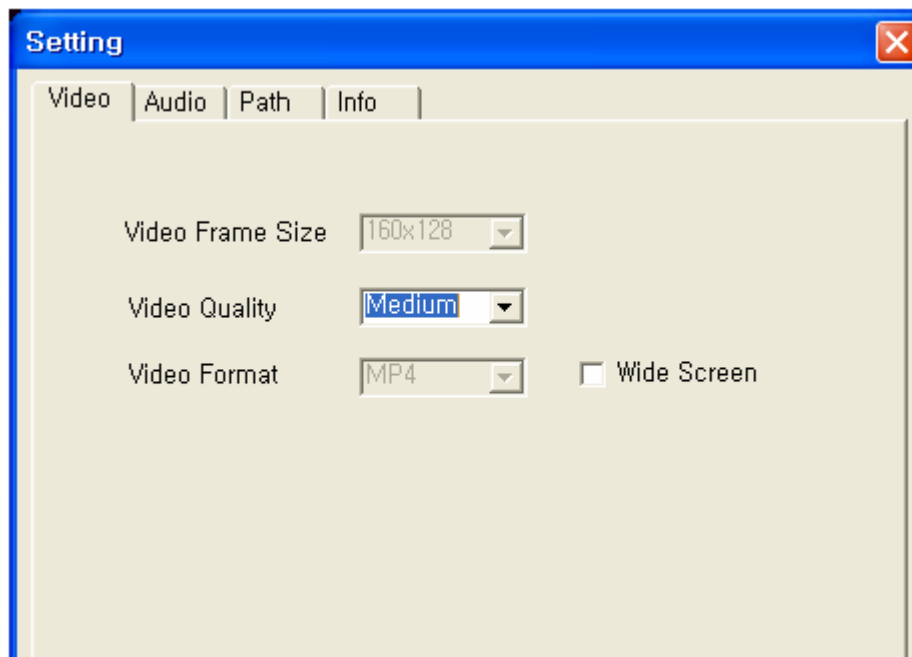 Setting
Video Audio Path Info
Video Frame Size 160x128
Video Quality Medium
Video Format MP4 Wide Screen